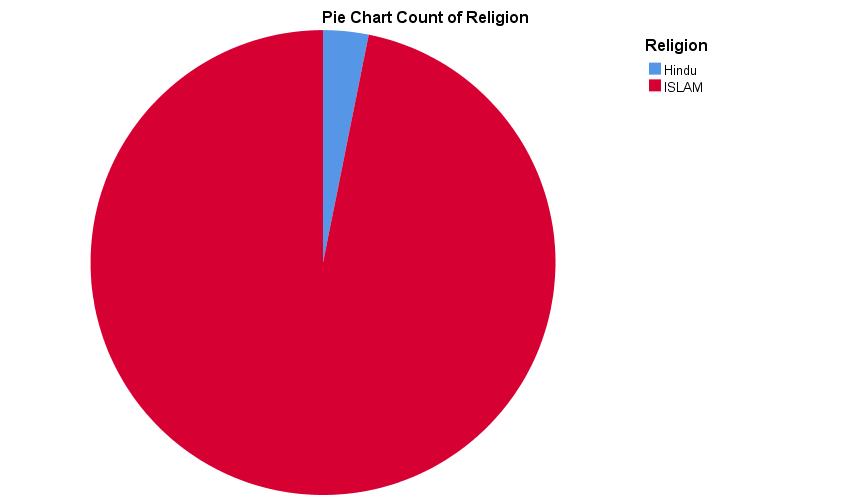 Pie Chart Count of Religion
Religion
Hindu
ISLAM